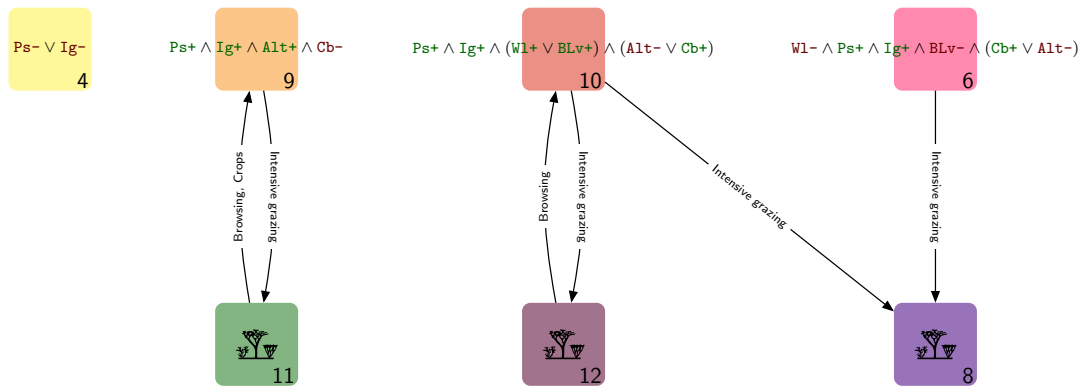 Ps- ∨ Ig-
4
Ps+ ∧ Ig+ ∧ Alt+ ∧ Cb-
9
Ps+ ∧ Ig+ ∧ (Wl+ ∨ BLv+) ∧ (Alt- ∨ Cb+)
10
Wl- ∧ Ps+ ∧ Ig+ ∧ BLv- ∧ (Cb+ ∨ Alt-)
6
Browsing, Crops
Intensive grazing
Browsing
Intensive grazing
Intensive grazing
Intensive grazing
11
12
8